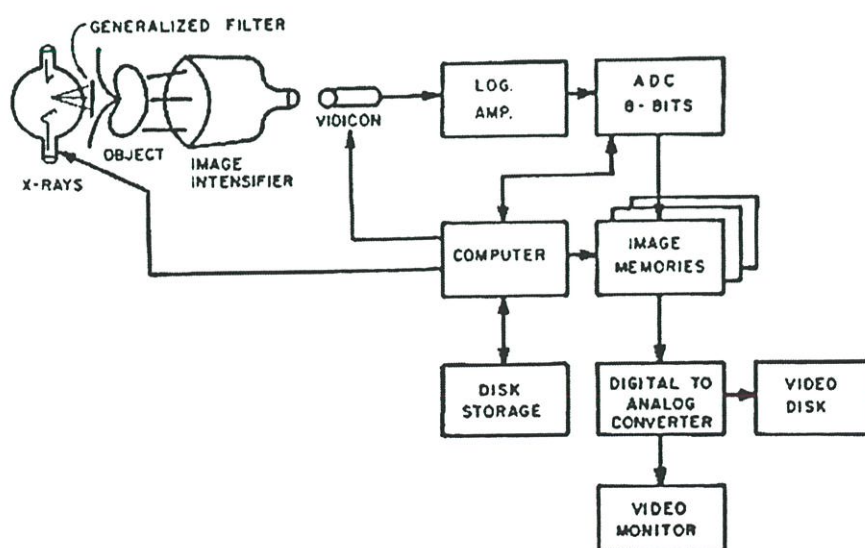 GENERALIZED FILTER
X-RAYS
OBJECT
IMAGE
INTENSIFIER
VIDICON
LOG.
AMP.
ADC
8-BITS
COMPUTER
IMAGE
MEMORIES
DISK
STORAGE
DIGITAL TO
ANALOG
CONVERTER
VIDEO
DISK
VIDEO
MONITOR